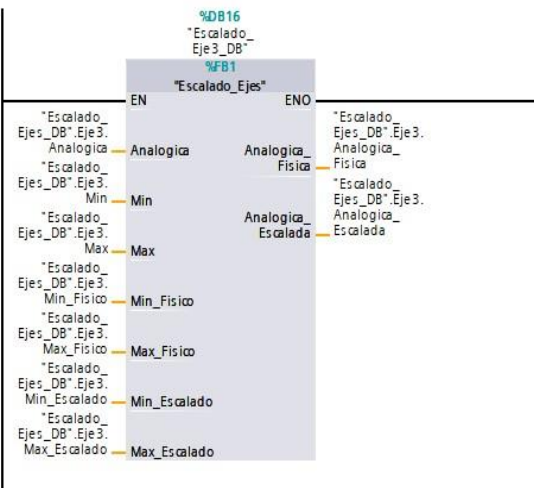 %DB16
"Escalado_
Eje3_DB"
%FB1
"Escalado_Ejes"
EN ENO
"Escalado_
Ejes_DB".Eje3.
Analogica
Analogica
"Escalado_
Ejes_DB".Eje3.
Min
Min
"Escalado_
Ejes_DB".Eje3.
Max
Max
"Escalado_
Ejes_DB".Eje3.
Min_Fisico
Min_Fisico
"Escalado_
Ejes_DB".Eje3.
Max_Fisico
Max_Fisico
"Escalado_
Ejes_DB".Eje3.
Min_Escalado
Min_Escalado
"Escalado_
Ejes_DB".Eje3.
Max_Escalado
Max_Escalado
Analogica_
Fisica
"Escalado_
Ejes_DB".Eje3.
Analogica_
Fisica
Analogica_
Escalada
"Escalado_
Ejes_DB".Eje3.
Analogica_
Escalada